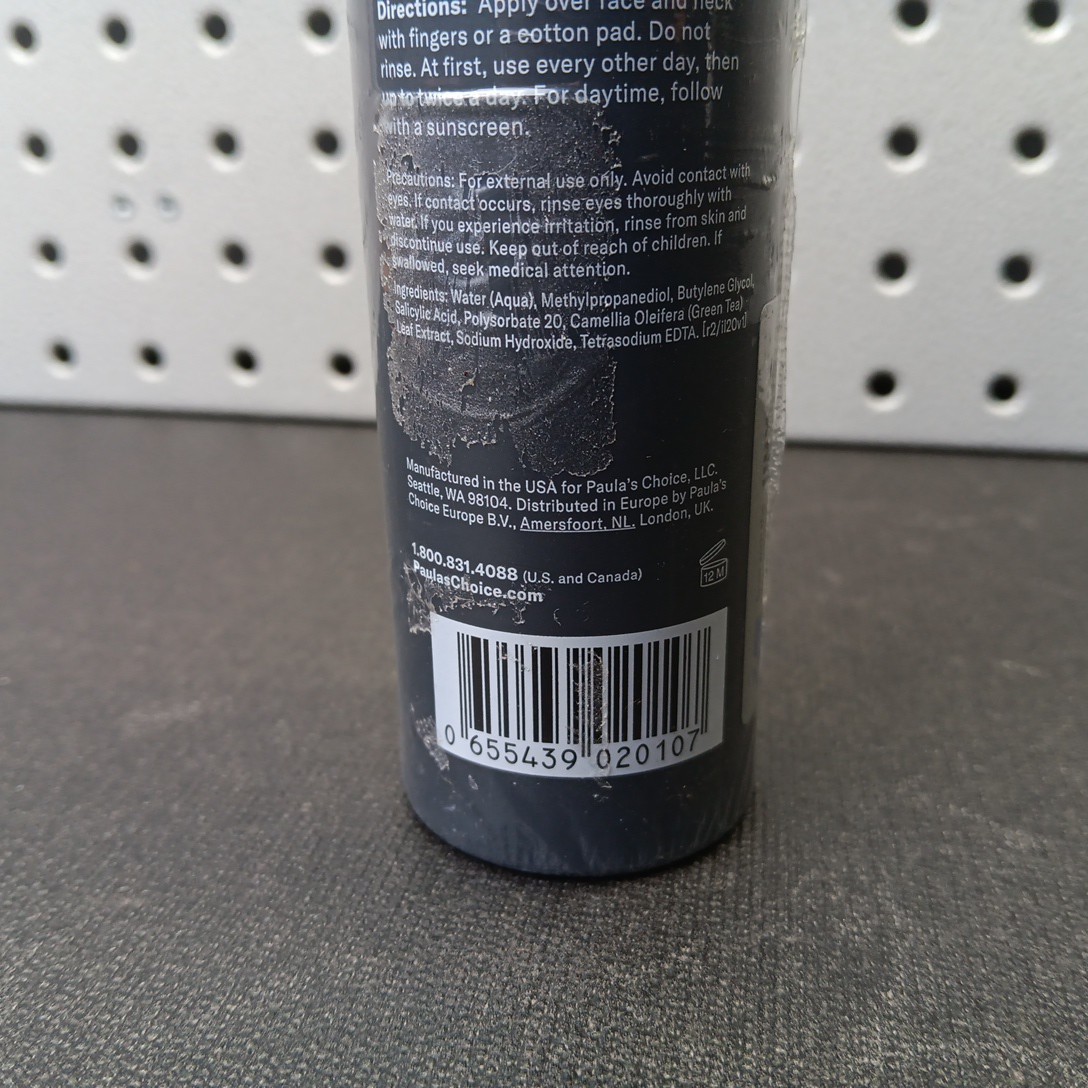 Directions: Apply over face and neck
with fingers or a cotton pad. Do not
rinse. At first, use every other day, then
up to twice a day. For daytime, follow
with a sunscreen.
Precautions: For external use only. Avoid contact with
eyes. If contact occurs, rinse eyes thoroughly with
water. If you experience irritation, rinse from skin and
discontinue use. Keep out of reach of children. If
swallowed, seek medical attention.
Ingredients: Water (Aqua), Methylpropanediol, Butylene Glycol,
Salicylic Acid, Polysorbate 20, Camellia Oleifera (Green Tea)
Leaf Extract, Sodium Hydroxide, Tetrasodium EDTA. [r2/i120v1]
Manufactured in the USA for Paula's Choice, LLC.
Seattle, WA 98104. Distributed in Europe by Paula's
Choice Europe B.V., Amersfoort, NL. London, UK.
1.800.831.4088 (U.S. and Canada)
PaulasChoice.com
12 M
0 655439 020107